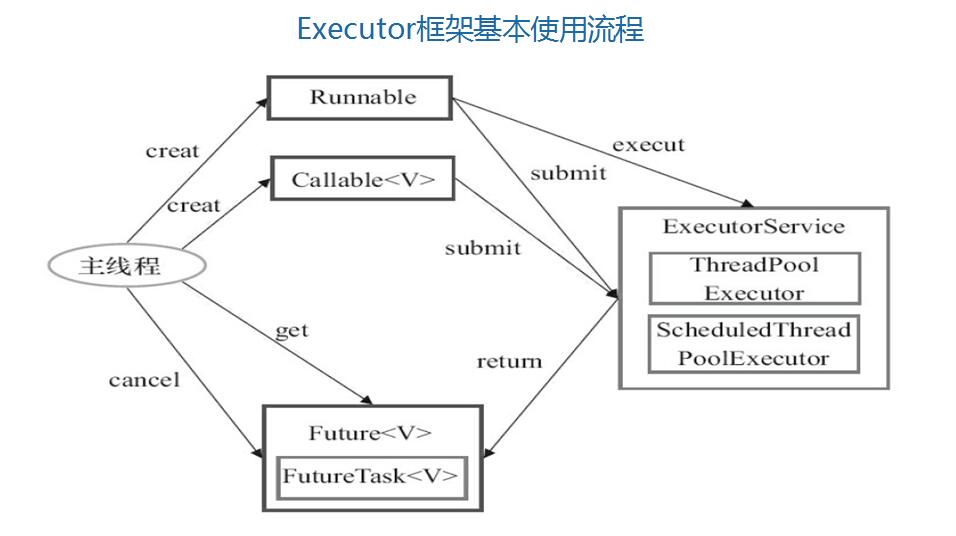 Executor框架基本使用流程
Runnable
creat
execut
submit
Callable<V>
creat
submit
ExecutorService
ThreadPool
Executor
ScheduledThread
PoolExecutor
主线程
get
return
cancel
Future<V>
FutureTask<V>